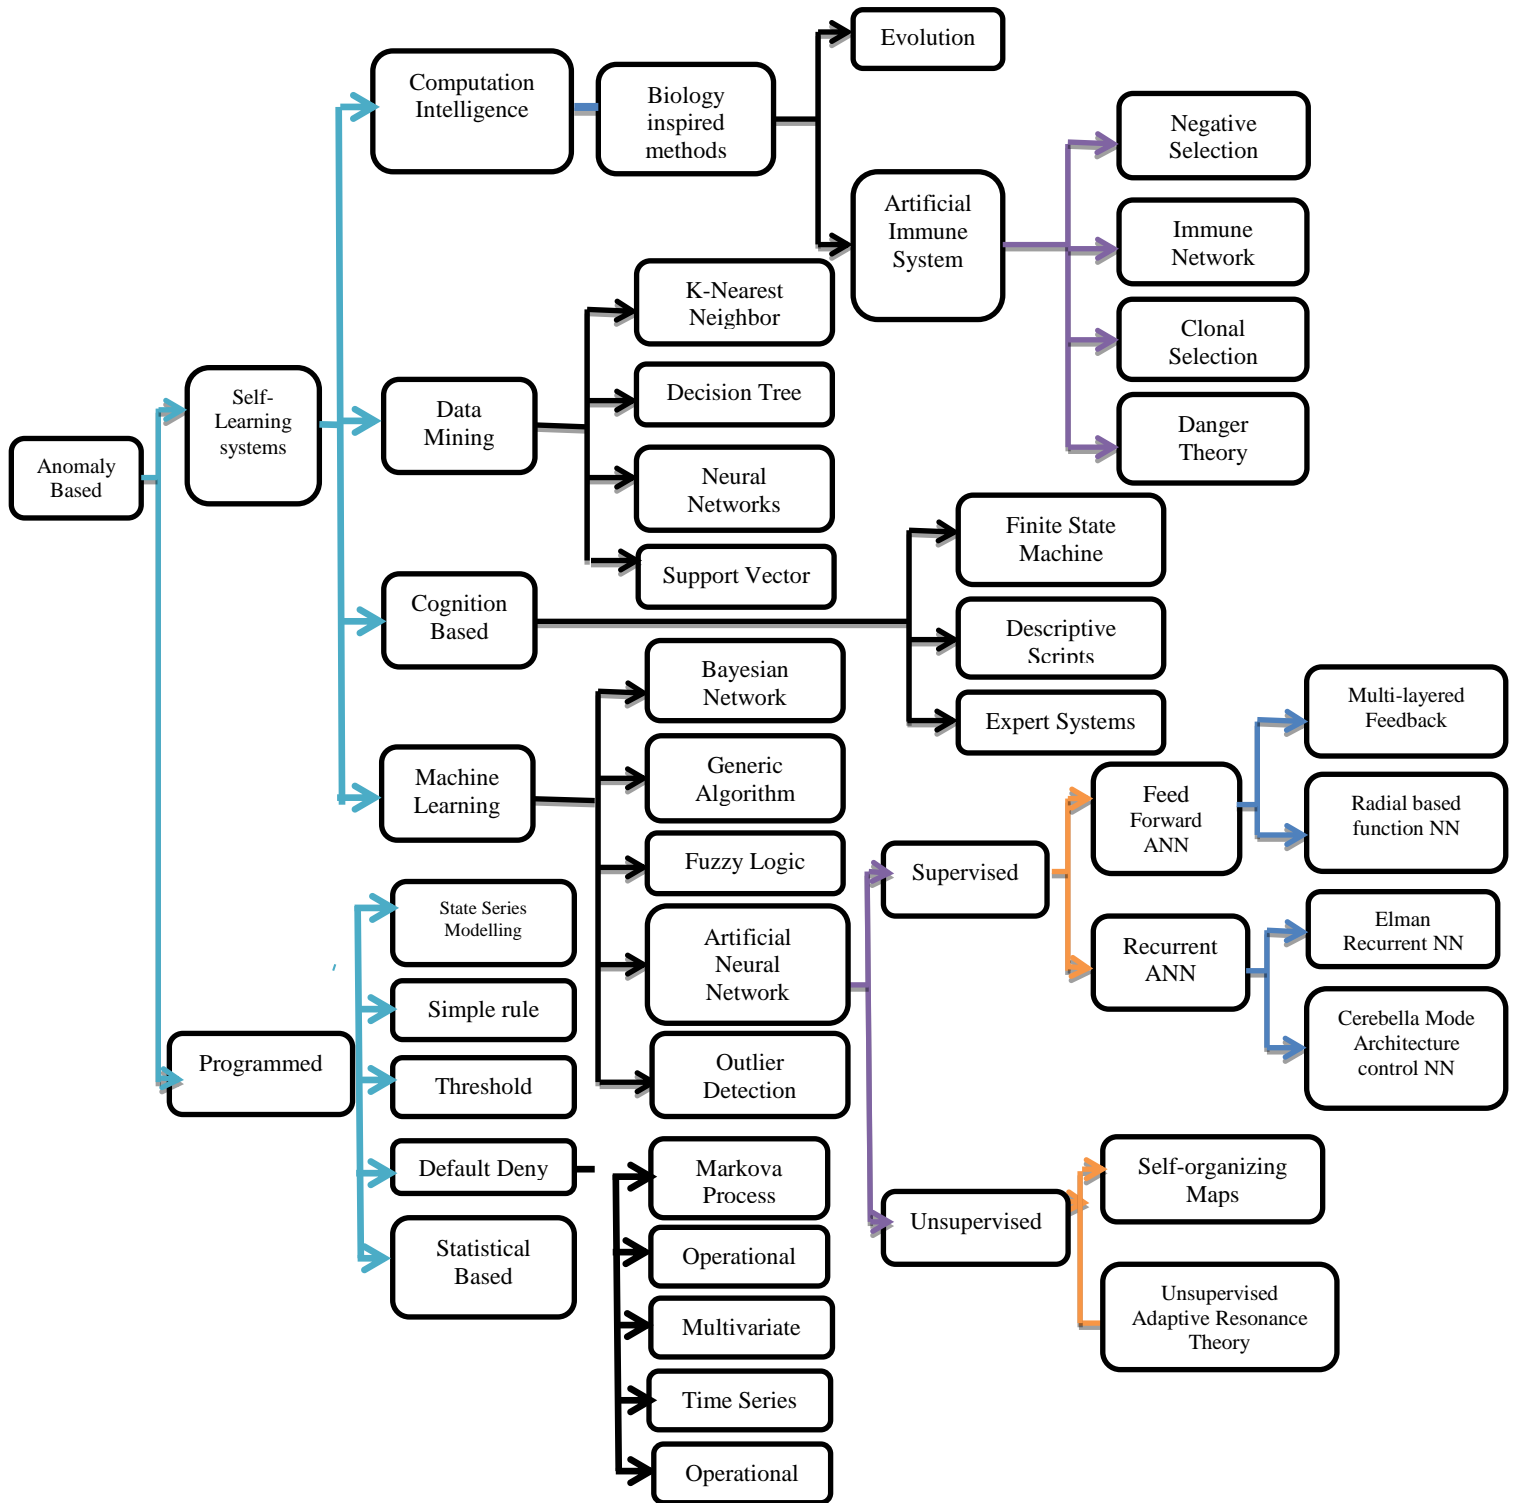 Anomaly
Based
Self-
Learning
systems
Programmed
Computation
Intelligence
Biology
inspired
methods
Evolution
Artificial
Immune
System
Negative
Selection
Immune
Network
Clonal
Selection
Danger
Theory
Data
Mining
K-Nearest
Neighbor
Decision Tree
Neural
Networks
Support Vector
Cognition
Based
Finite State
Machine
Descriptive
Scripts
Expert Systems
Machine
Learning
Bayesian
Network
Generic
Algorithm
Fuzzy Logic
Artificial
Neural
Network
Outlier
Detection
Supervised
Feed
Forward
ANN
Multi-layered
Feedback
Radial based
function NN
Recurrent
ANN
Elman
Recurrent NN
Cerebella Mode
Architecture
control NN
Unsupervised
Self-organizing
Maps
Unsupervised
Adaptive Resonance
Theory
State Series
Modelling
Simple rule
Threshold
Default Deny
Statistical
Based
Markova
Process
Operational
Multivariate
Time Series
Operational